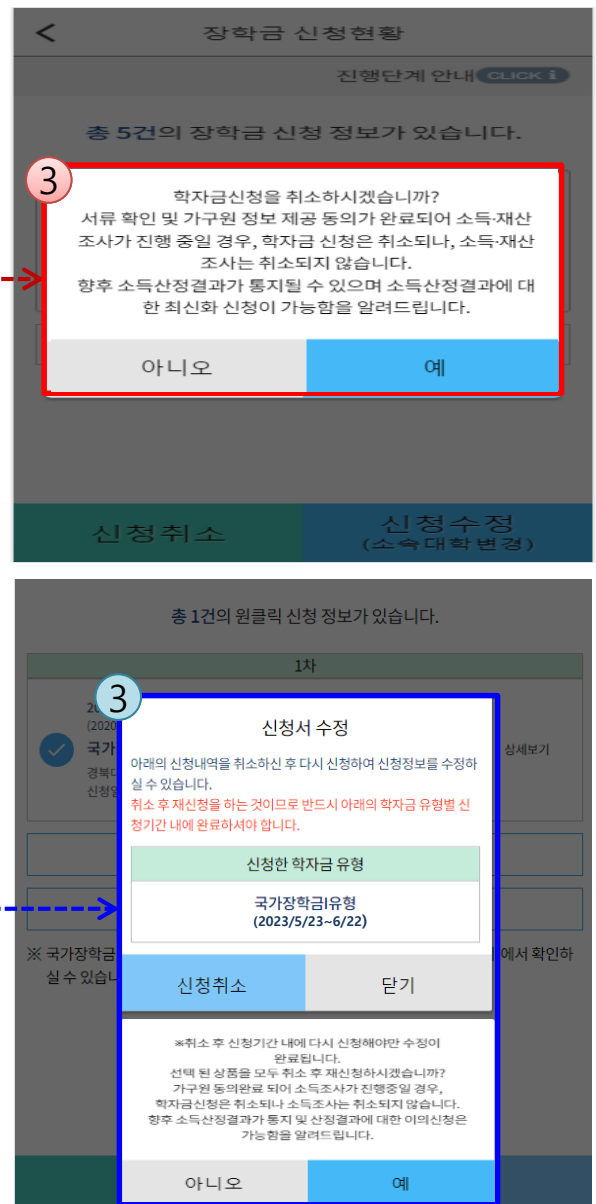 장학금 신청현황
진행단계 안내 CLICK i
총 5건의 장학금 신청 정보가 있습니다.
3
학자금신청을 취소하시겠습니까?
서류 확인 및 가구원 정보 제공 동의가 완료되어 소득·재산
조사가 진행 중일 경우, 학자금 신청은 취소되나, 소득·재산
조사는 취소되지 않습니다.
향후 소득산정결과가 통지될 수 있으며 소득산정결과에 대
한 최신화 신청이 가능함을 알려드립니다.
아니오 예
신청취소 신청수정
(소속대학변경)
총 1건의 원클릭 신청 정보가 있습니다.
1차
3
(2020
신청서 수정
국가
상세보기
아래의 신청내역을 취소하신 후 다시 신청하여 신청정보를 수정하
실 수 있습니다.
취소 후 재신청을 하는 것이므로 반드시 아래의 학자금 유형별 신
청기간 내에 완료하셔야 합니다.
경북
신청일
신청한 학자금 유형
국가장학금I유형
(2023/5/23~6/22)
※ 국가장학금
에서 확인하
실 수 있습니
신청취소 닫기
※취소 후 신청기간 내에 다시 신청해야만 수정이
완료됩니다.
선택 된 상품을 모두 취소 후 재신청하시겠습니까?
가구원 동의완료 되어 소득조사가 진행중일 경우,
학자금신청은 취소되나 소득조사는 취소되지 않습니다.
향후 소득산정결과가 통지 및 산정결과에 대한 이의신청은
가능함을 알려드립니다.
아니오 예